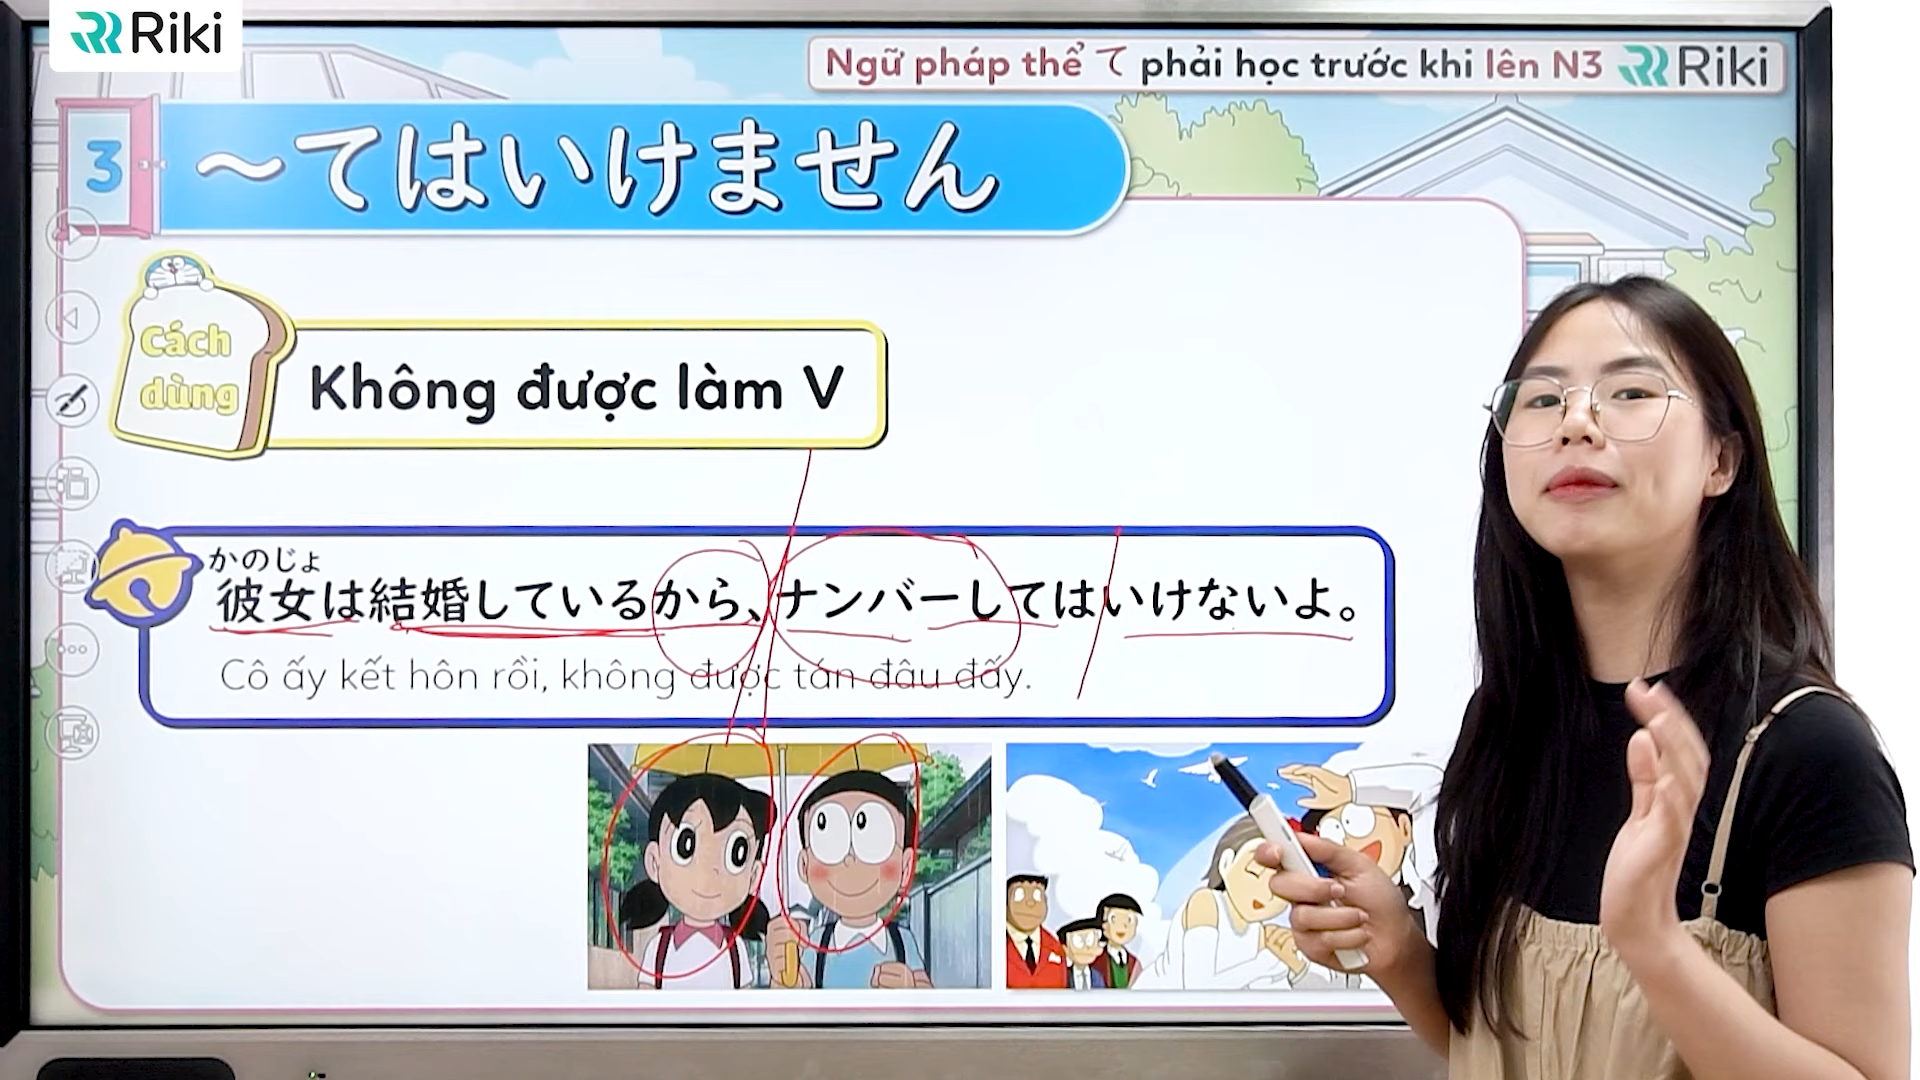 Riki
Ngữ pháp thể て phải học trước khi lên N3 Riki
3 ～てはいけません
Cách dùng
Không được làm V
かのじょ
彼女は結婚しているから、ナンバーしてはいけないよ。
Cô ấy kết hôn rồi, không được tán đâu đấy.